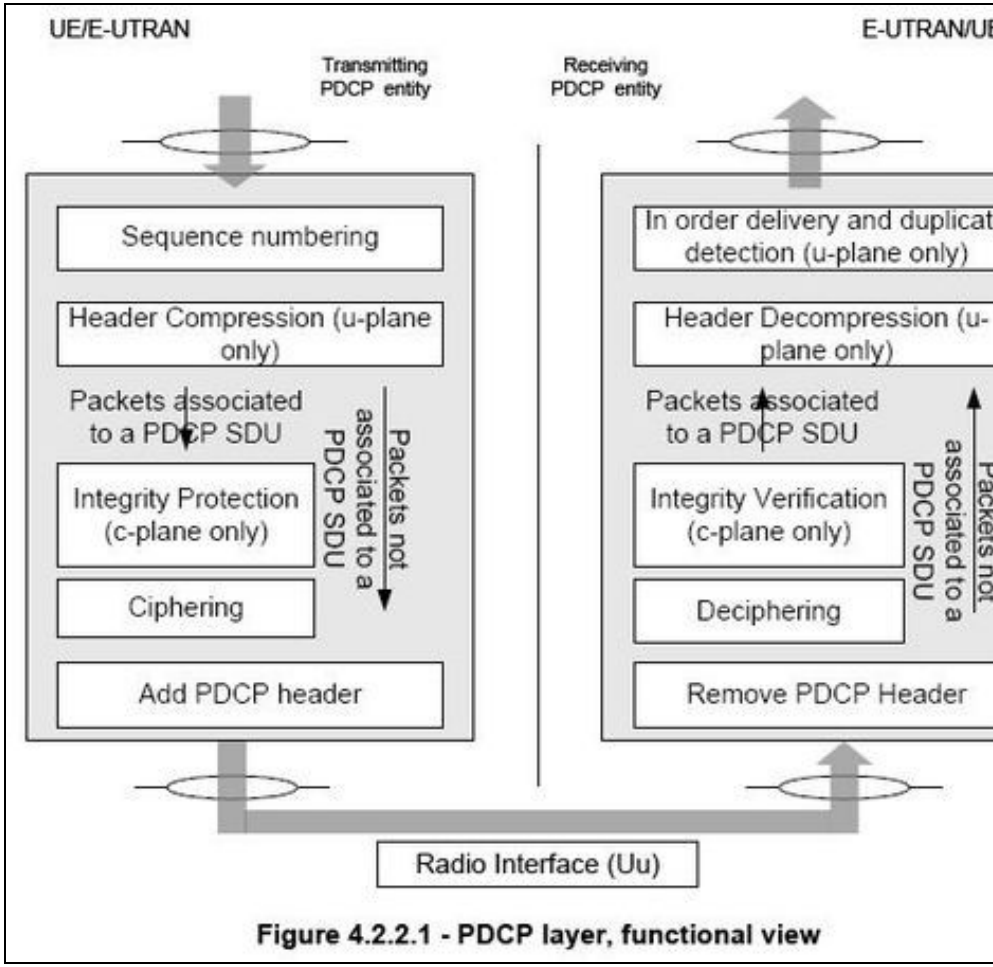 UE/E-UTRAN
E-UTRAN/UE
Transmitting
PDCP entity
Receiving
PDCP entity
Sequence numbering
Header Compression (u-plane
only)
Packets associated
to a PDCP SDU
Packets not
associated to a
PDCP SDU
Integrity Protection
(c-plane only)
Ciphering
Add PDCP header
In order delivery and duplicat
detection (u-plane only)
Header Decompression (u-
plane only)
Packets associated
to a PDCP SDU
Packets not
associated to a
PDCP SDU
Integrity Verification
(c-plane only)
Deciphering
Remove PDCP Header
Radio Interface (Uu)
Figure 4.2.2.1 - PDCP layer, functional view